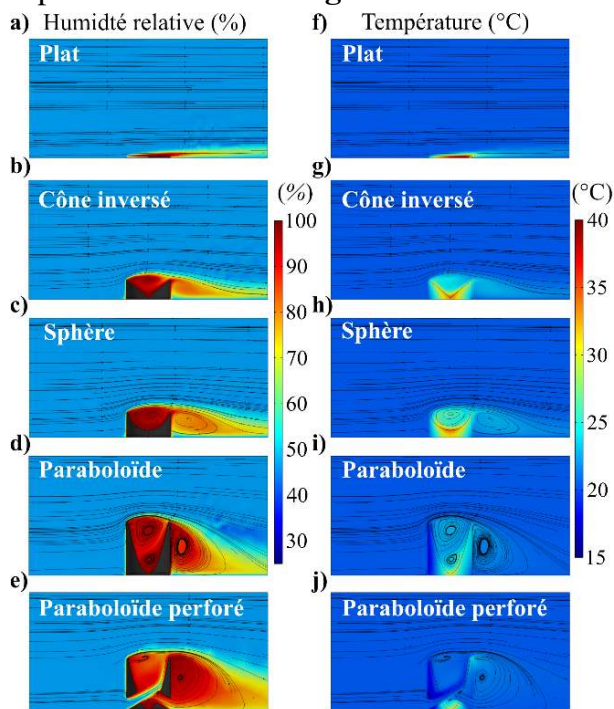 a) Humidté relative (%)
f) Température (°C)
Plat
Plat
b)
g)
Cône inversé
(%)
Cône inversé
(°C)
100
90
80
70
60
50
40
30
40
35
30
25
20
15
c)
h)
Sphère
Sphère
d)
i)
Paraboloïde
Paraboloïde
e)
j)
Paraboloïde perforé
Paraboloïde perforé